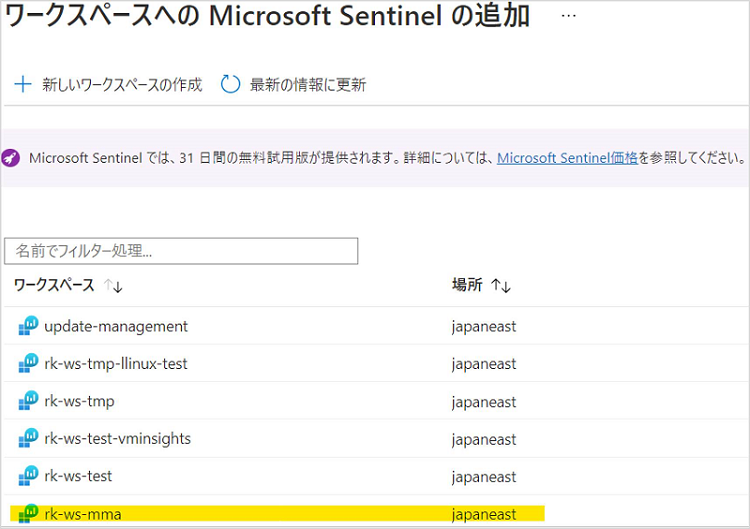 ワークスペースへの Microsoft Sentinel の追加 ...
＋ 新しいワークスペースの作成 最新の情報に更新
Microsoft Sentinel では、31 日間の無料試用版が提供されます。詳細については、Microsoft Sentinel価格を参照してください。
名前でフィルター処理...
ワークスペース ↑↓ 場所 ↑↓
update-management japaneast
rk-ws-tmp-llinux-test japaneast
rk-ws-tmp japaneast
rk-ws-test-vminsights japaneast
rk-ws-test japaneast
rk-ws-mma japaneast